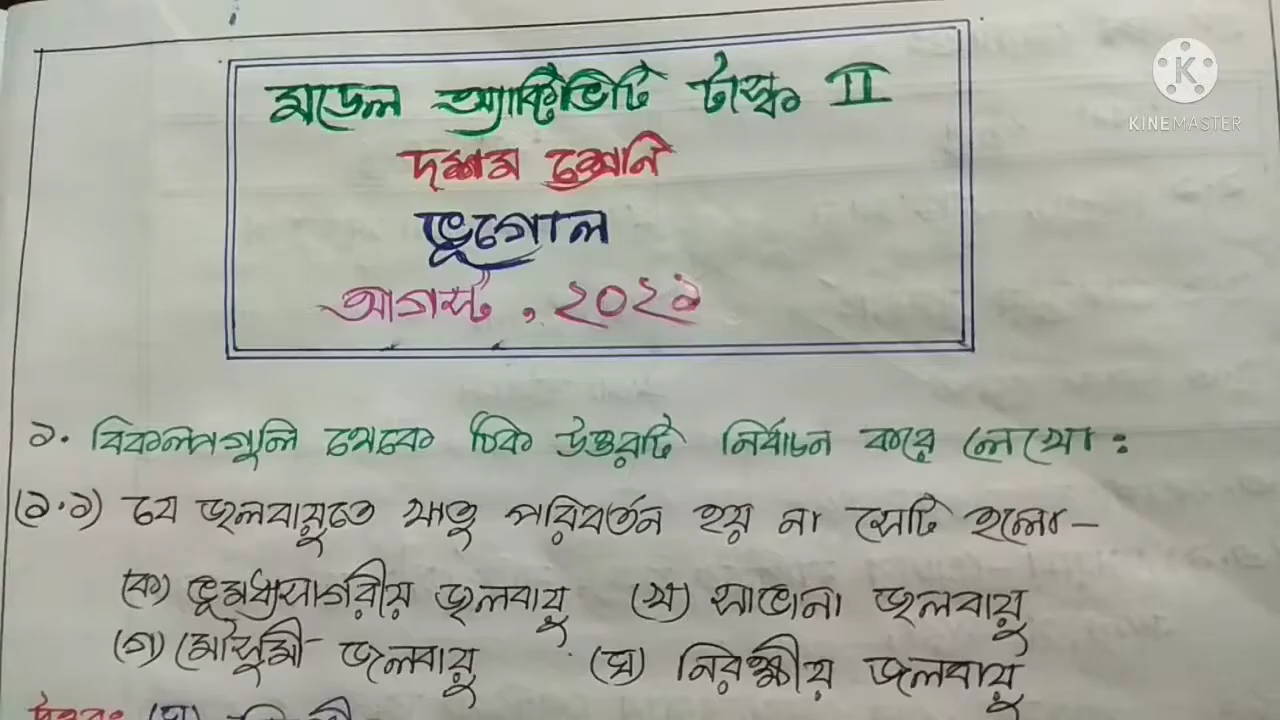 মডেল অ্যাক্টিভিটি টাস্ক II
দশম শ্রেনি
ভূগোল
আগস্ট, ২০২১
১. বিকল্পগুলি থেকে ঠিক উত্তরটি নির্বাচন করে লেখো :
(১.১) যে জলবায়ুতে ঋতু পরিবর্তন হয় না সেটি হলো-
(ক) ভূমধ্যসাগরীয় জলবায়ু (খ) সাভানা জলবায়ু
(গ) মৌসুমী জলবায়ু (ঘ) নিরক্ষীয় জলবায়ু
(ঘ)
KINEMASTER